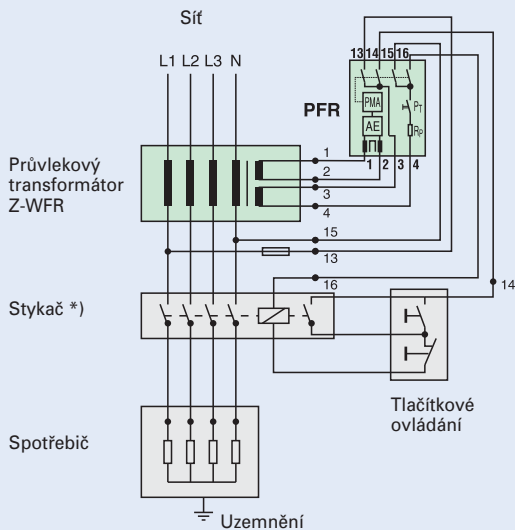 Síť
L1 L2 L3 N
13 14 15 16
PFR
PMA
PT
AE
RP
1 2 3 4
Průvlekový
transformátor
Z-WFR
1
2
3
4
15
13
16
14
Stykač *)
Tlačítkové
ovládání
Spotřebič
Uzemnění